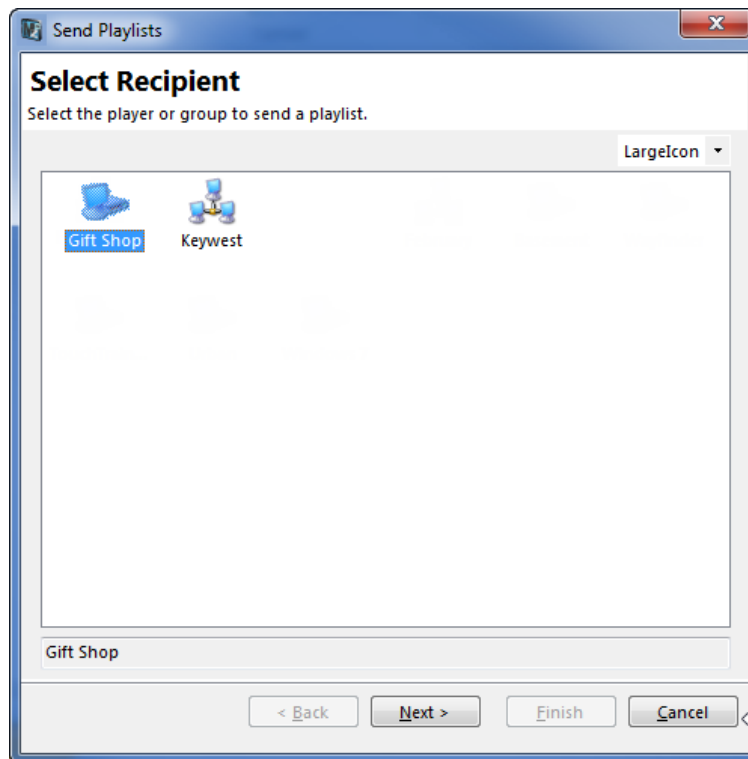 Send Playlists
Select Recipient
Select the player or group to send a playlist.
LargeIcon
Gift Shop
Keywest
Gift Shop
< Back
Next >
Finish
Cancel